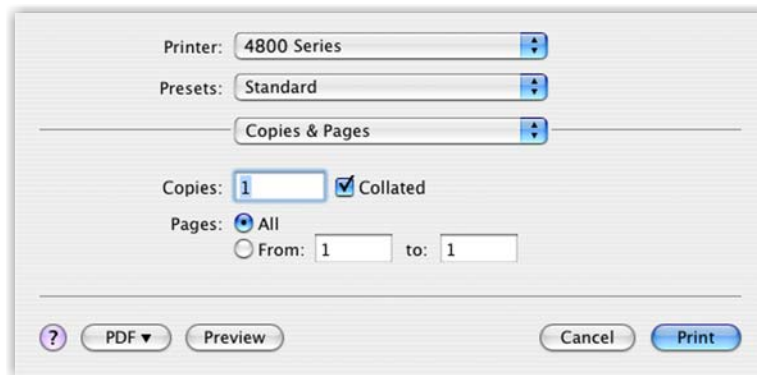 Printer: 4800 Series
Presets: Standard
Copies & Pages
Copies: 1 Collated
Pages: All
From: 1 to: 1
? PDF▼ Preview Cancel Print